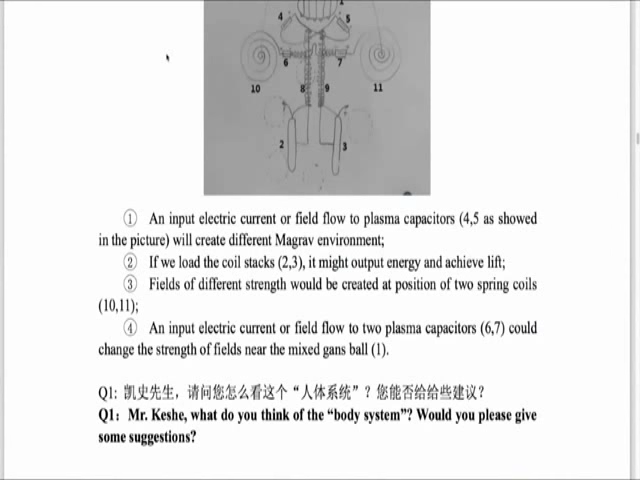 1
4
5
6
7
10
8
9
11
2
3
① An input electric current or field flow to plasma capacitors (4,5 as showed
in the picture) will create different Magrav environment;
② If we load the coil stacks (2,3), it might output energy and achieve lift;
③ Fields of different strength would be created at position of two spring coils
(10,11);
④ An input electric current or field flow to two plasma capacitors (6,7) could
change the strength of fields near the mixed gans ball (1).
Q1: 凯史先生，请问您怎么看这个“人体系统”？您能否给给些建议？
Q1：Mr. Keshe, what do you think of the “body system”? Would you please give
some suggestions?